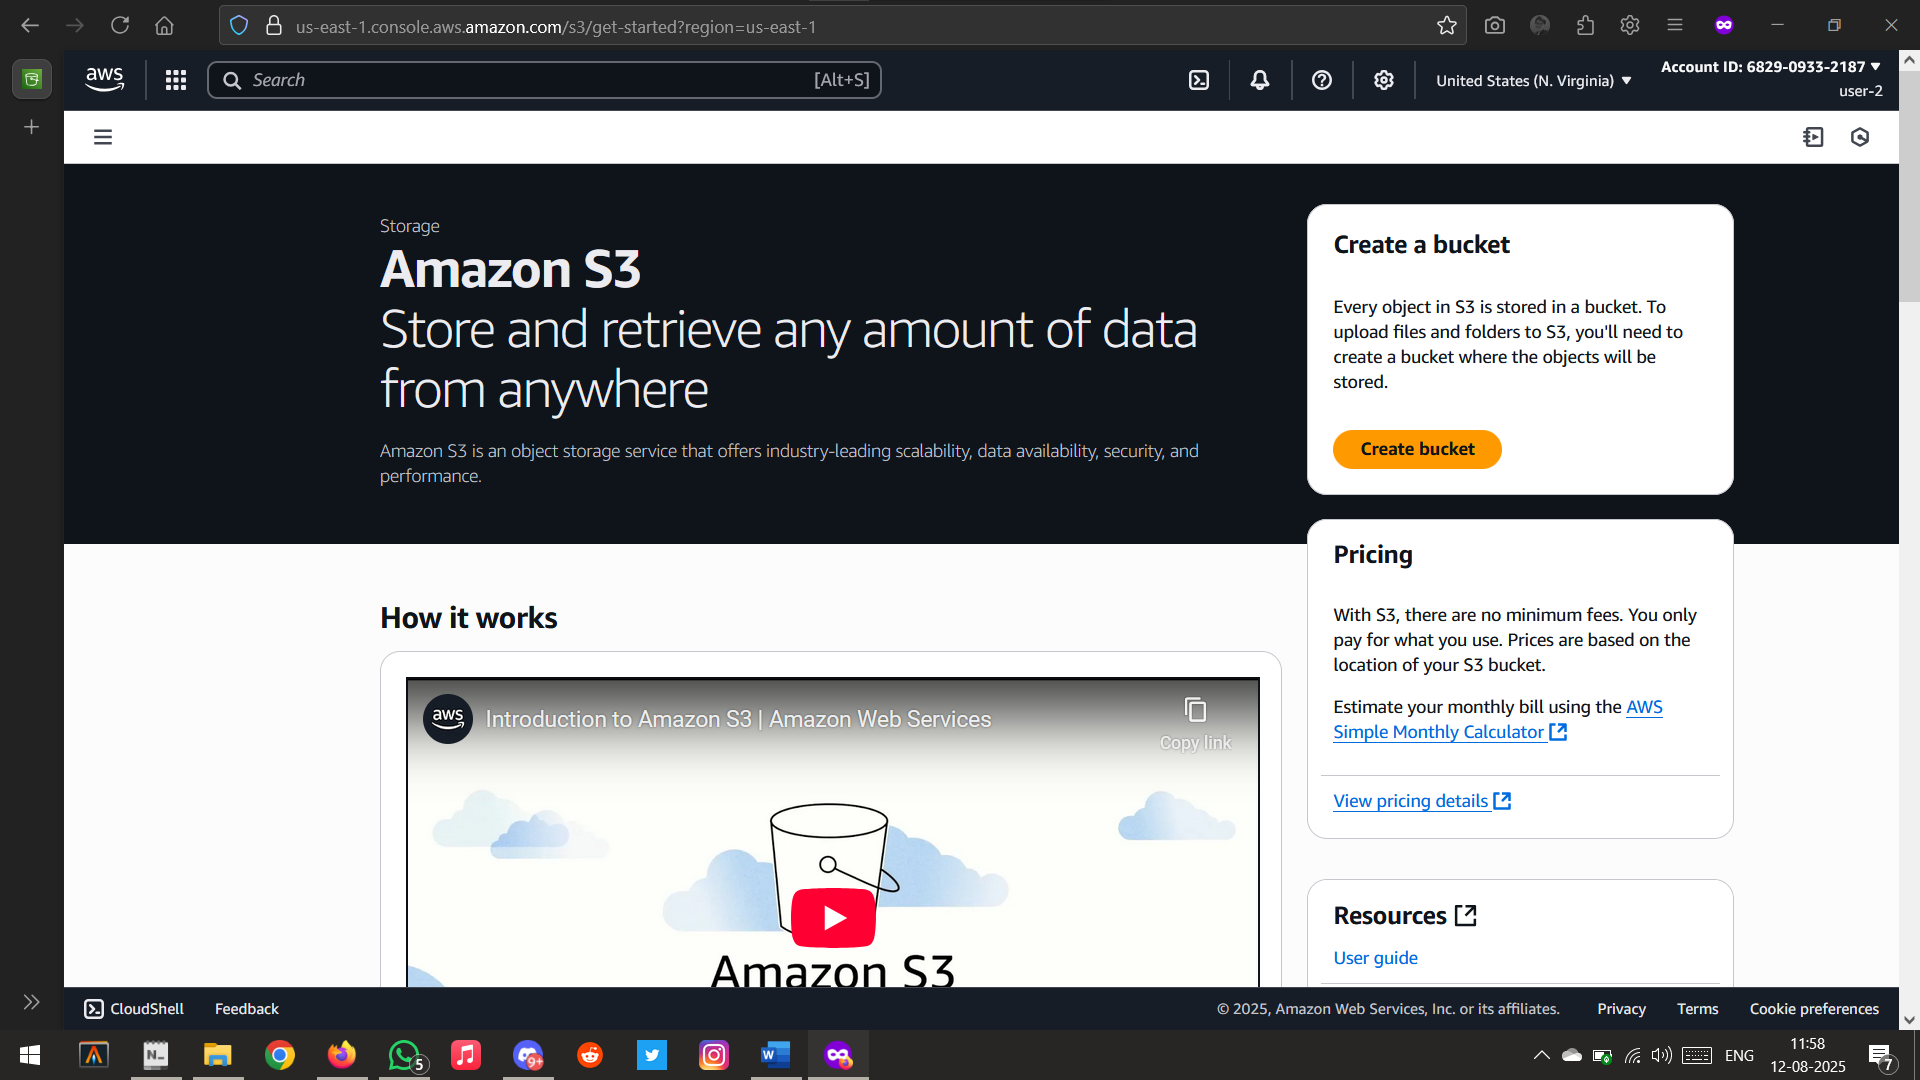 us-east-1.console.aws.amazon.com/s3/get-started?region=us-east-1
aws
Search
[Alt+S]
United States (N. Virginia)
Account ID: 6829-0933-2187
user-2
Storage
Amazon S3
Store and retrieve any amount of data
from anywhere
Amazon S3 is an object storage service that offers industry-leading scalability, data availability, security, and
performance.
Create a bucket
Every object in S3 is stored in a bucket. To
upload files and folders to S3, you'll need to
create a bucket where the objects will be
stored.
Create bucket
Pricing
With S3, there are no minimum fees. You only
pay for what you use. Prices are based on the
location of your S3 bucket.
Estimate your monthly bill using the AWS
Simple Monthly Calculator
View pricing details
How it works
aws
Introduction to Amazon S3 | Amazon Web Services
Copy link
Amazon S3
Resources
User guide
CloudShell
Feedback
© 2025, Amazon Web Services, Inc. or its affiliates.
Privacy
Terms
Cookie preferences
N_
5
9+
W
ENG
11:58
12-08-2025
7